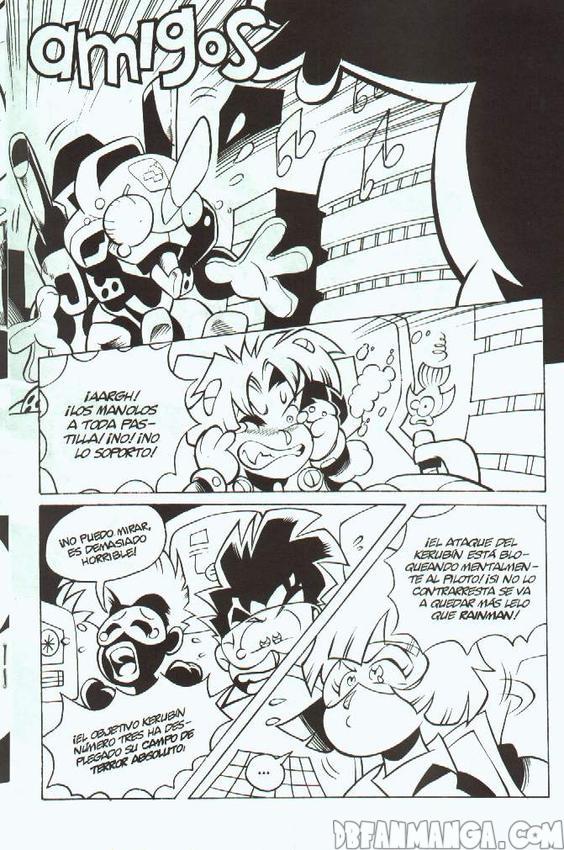 amigos
¡AARGH!
¡LOS MANOLOS
A TODA PAS-
TILLA! ¡NO! ¡NO
LO SOPORTO!
¡NO PUEDO MIRAR,
ES DEMASIADO
HORRIBLE!
¡EL OBJETIVO KERUBÍN
NÚMERO TRES HA DES-
PLEGADO SU CAMPO DE
TERROR ABSOLUTO!
...
¡EL ATAQUE DEL
KERUBÍN ESTÁ BLO-
QUEANDO MENTALMEN-
TE AL PILOTO! ¡SI NO LO
CONTRARRESTA SE VA
A QUEDAR MÁS LELO
QUE RAINMAN!
DBFANMANGA.COM